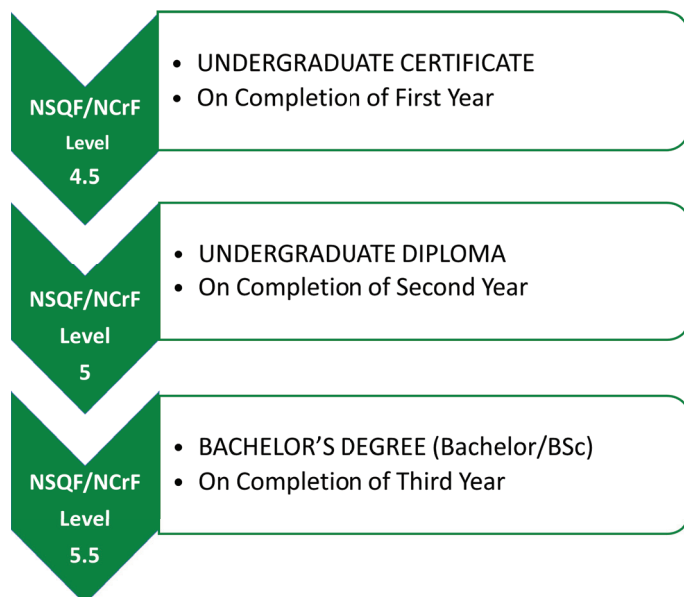 NSQF/NCrF
Level
4.5
• UNDERGRADUATE CERTIFICATE
• On Completion of First Year
NSQF/NCrF
Level
5
• UNDERGRADUATE DIPLOMA
• On Completion of Second Year
NSQF/NCrF
Level
5.5
• BACHELOR’S DEGREE (Bachelor/BSc)
• On Completion of Third Year